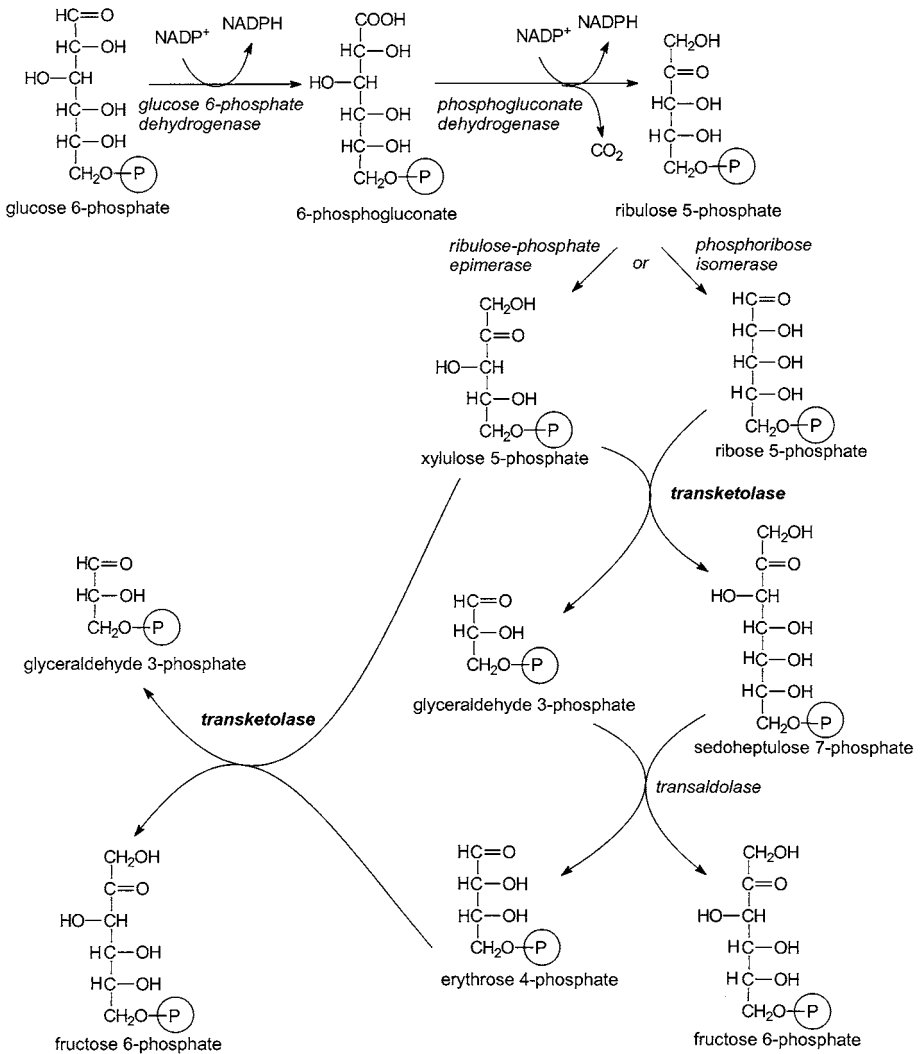 HC=O
HC—OH
HO—CH
HC—OH
HC—OH
CH₂O—P
glucose 6-phosphate
NADP⁺ NADPH
glucose 6-phosphate
dehydrogenase
COOH
HC—OH
HO—CH
HC—OH
HC—OH
CH₂O—P
6-phosphogluconate
NADP⁺ NADPH
phosphogluconate
dehydrogenase
CO₂
CH₂OH
C=O
HC—OH
HC—OH
CH₂O—P
ribulose 5-phosphate
ribulose-phosphate
epimerase
or
phosphoribose
isomerase
CH₂OH
C=O
HO—CH
HC—OH
CH₂O—P
xylulose 5-phosphate
HC=O
HC—OH
HC—OH
HC—OH
CH₂O—P
ribose 5-phosphate
transketolase
HC=O
HC—OH
CH₂O—P
glyceraldehyde 3-phosphate
HC=O
HC—OH
CH₂O—P
glyceraldehyde 3-phosphate
CH₂OH
C=O
HO—CH
HC—OH
HC—OH
HC—OH
CH₂O—P
sedoheptulose 7-phosphate
transketolase
transaldolase
CH₂OH
C=O
HO—CH
HC—OH
HC—OH
CH₂O—P
fructose 6-phosphate
HC=O
HC—OH
HC—OH
CH₂O—P
erythrose 4-phosphate
CH₂OH
C=O
HO—CH
HC—OH
HC—OH
CH₂O—P
fructose 6-phosphate